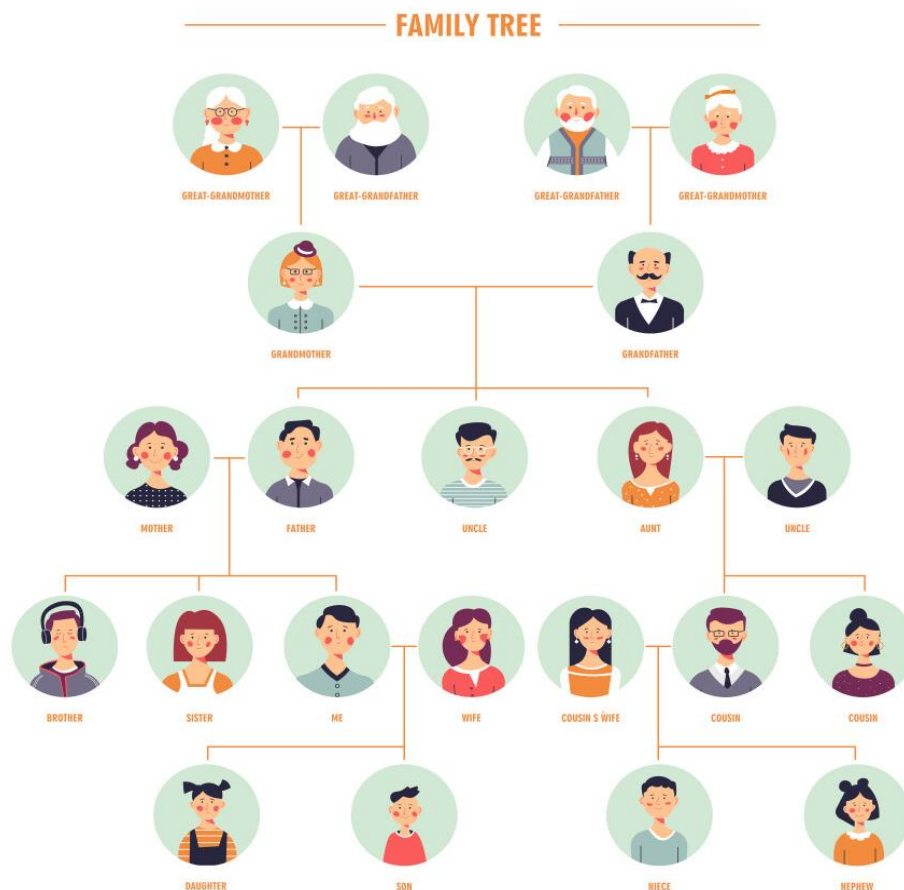 FAMILY TREE
GREAT-GRANDMOTHER
GREAT-GRANDFATHER
GREAT-GRANDFATHER
GREAT-GRANDMOTHER
GRANDMOTHER
GRANDFATHER
MOTHER
FATHER
UNCLE
AUNT
UNCLE
BROTHER
SISTER
ME
WIFE
COUSIN S WIFE
COUSIN
COUSIN
DAUGHTER
SON
NIECE
NEPHEW